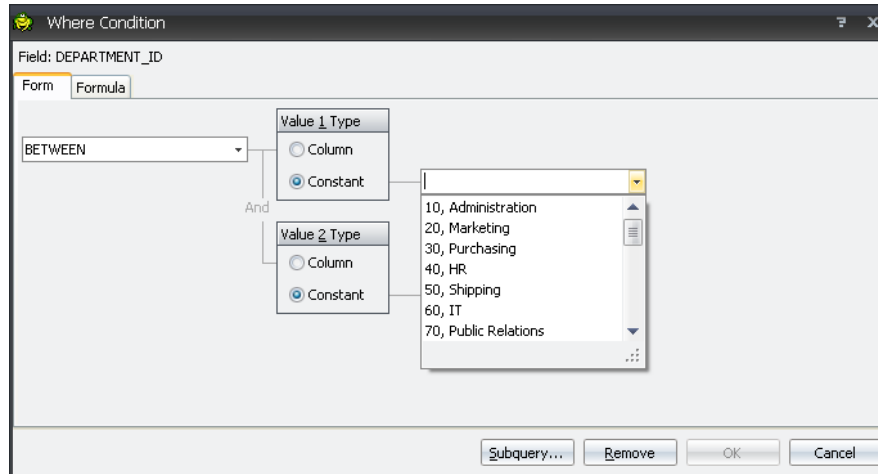 Where Condition
Field: DEPARTMENT_ID
Form Formula
Value 1 Type
BETWEEN
Column
Constant
And
10, Administration
20, Marketing
30, Purchasing
40, HR
50, Shipping
60, IT
70, Public Relations
Value 2 Type
Column
Constant
Subquery... Remove OK Cancel